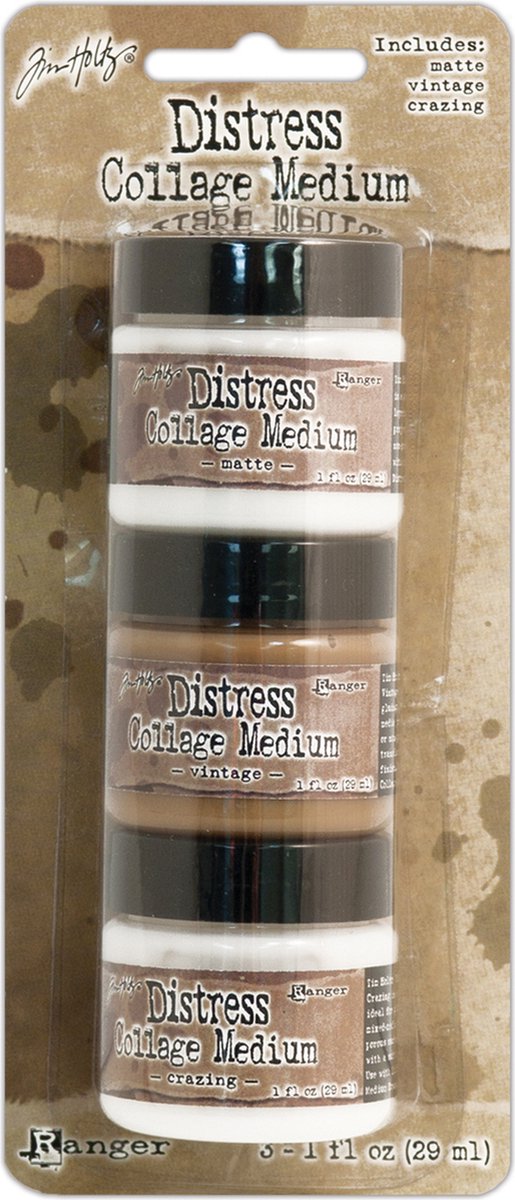 Tim Holtz®
Includes:
matte
vintage
crazing
Distress
Collage Medium
Tim Holtz
Ranger
Distress
Collage Medium
— matte —
1 fl oz (29 ml)
Tim Holtz
Ranger
Distress
Collage Medium
— vintage —
1 fl oz (29 ml)
Tim Holtz
Ranger
Distress
Collage Medium
— crazing —
1 fl oz (29 ml)
Ranger
3 - 1 fl oz (29 ml)